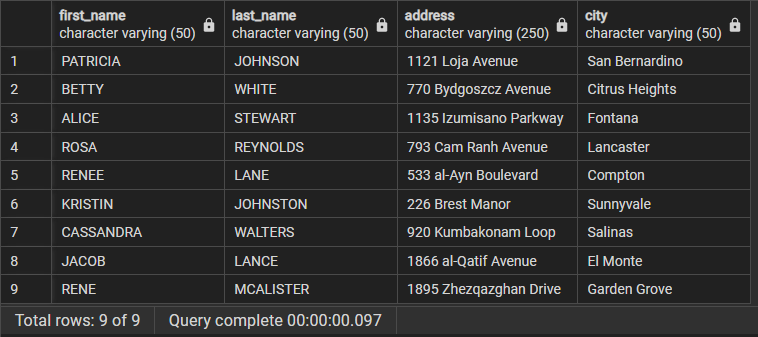 first_name last_name address city
character varying (50) character varying (50) character varying (250) character varying (50)
1 PATRICIA JOHNSON 1121 Loja Avenue San Bernardino
2 BETTY WHITE 770 Bydgoszcz Avenue Citrus Heights
3 ALICE STEWART 1135 Izumisano Parkway Fontana
4 ROSA REYNOLDS 793 Cam Ranh Avenue Lancaster
5 RENEE LANE 533 al-Ayn Boulevard Compton
6 KRISTIN JOHNSTON 226 Brest Manor Sunnyvale
7 CASSANDRA WALTERS 920 Kumbakonam Loop Salinas
8 JACOB LANCE 1866 al-Qatif Avenue El Monte
9 RENE MCALISTER 1895 Zhezqazghan Drive Garden Grove
Total rows: 9 of 9 Query complete 00:00:00.097